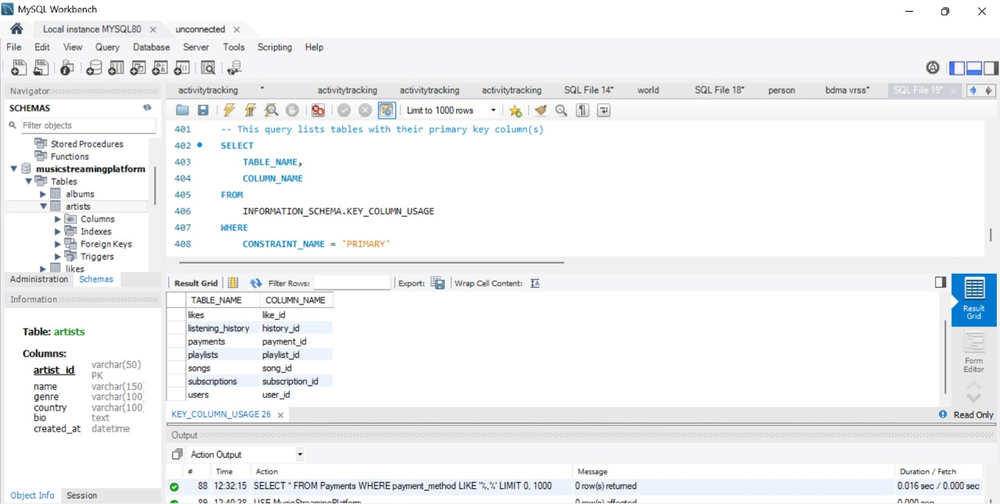 MySQL Workbench
Local instance MYSQL80 unconnected
File Edit View Query Database Server Tools Scripting Help
Navigator
SCHEMAS
Filter objects
Stored Procedures
Functions
musicstreamingplatform
Tables
albums
artists
Columns
Indexes
Foreign Keys
Triggers
likes
Administration Schemas
Information
Table: artists
Columns:
artist_id varchar(50) PK
name varchar(150)
genre varchar(100)
country varchar(100)
bio text
created_at datetime
Object Info Session
activitytracking * activitytracking activitytracking activitytracking SQL File 14* world SQL File 18* person bdma vrss* SQL File 19*
Limit to 1000 rows
401 -- This query lists tables with their primary key column(s)
402 SELECT
403 TABLE_NAME,
404 COLUMN_NAME
405 FROM
406 INFORMATION_SCHEMA.KEY_COLUMN_USAGE
407 WHERE
408 CONSTRAINT_NAME = 'PRIMARY'
Result Grid Filter Rows: Export: Wrap Cell Content:
TABLE_NAME COLUMN_NAME
likes like_id
listening_history history_id
payments payment_id
playlists playlist_id
songs song_id
subscriptions subscription_id
users user_id
Result Grid
Form Editor
KEY_COLUMN_USAGE 26 Read Only
Output
Action Output
# Time Action Message Duration / Fetch
88 12:32:15 SELECT * FROM Payments WHERE payment_method LIKE '%,%' LIMIT 0, 1000 0 row(s) returned 0.016 sec / 0.000 sec
89 12:40:38 USE MusicStreamingPlatform 0 row(s) affected 0.000 sec